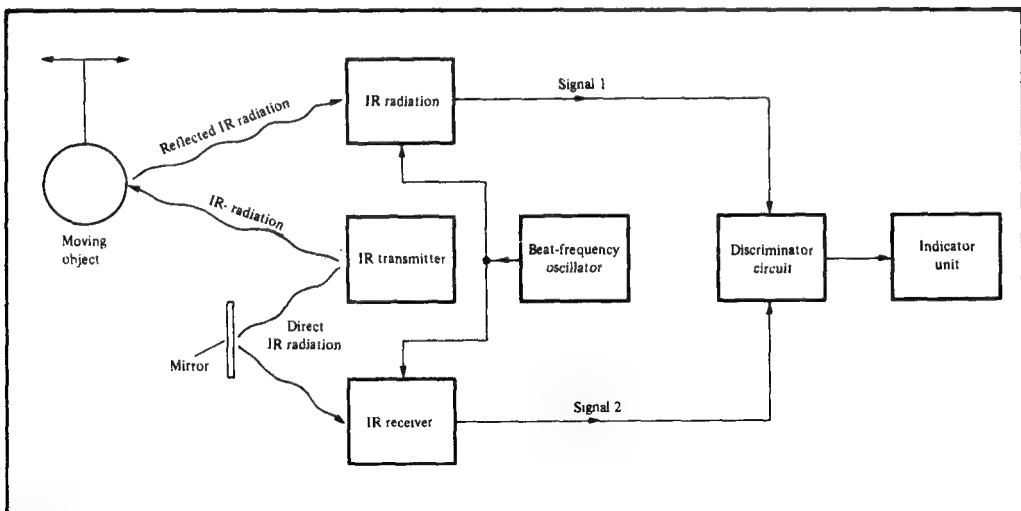 IR radiation
Signal 1
Reflected IR radiation
IR- radiation
Moving
object
IR transmitter
Beat-frequency
oscillator
Discriminator
circuit
Indicator
unit
Direct
IR radiation
Mirror
IR receiver
Signal 2